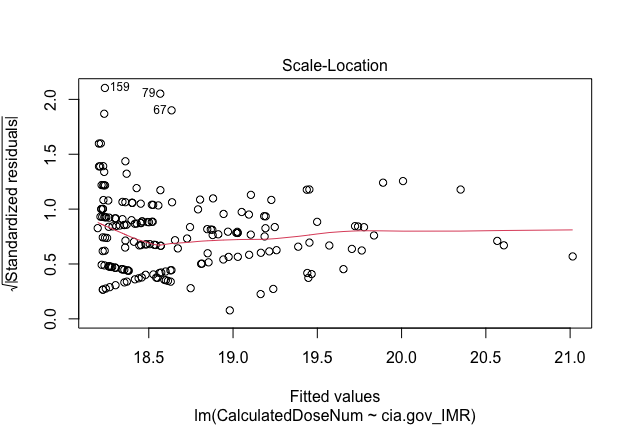 Scale-Location
√|Standardized residuals|
2.0
1.5
1.0
0.5
0.0
159
79
67
18.5 19.0 19.5 20.0 20.5 21.0
Fitted values
lm(CalculatedDoseNum ~ cia.gov_IMR)